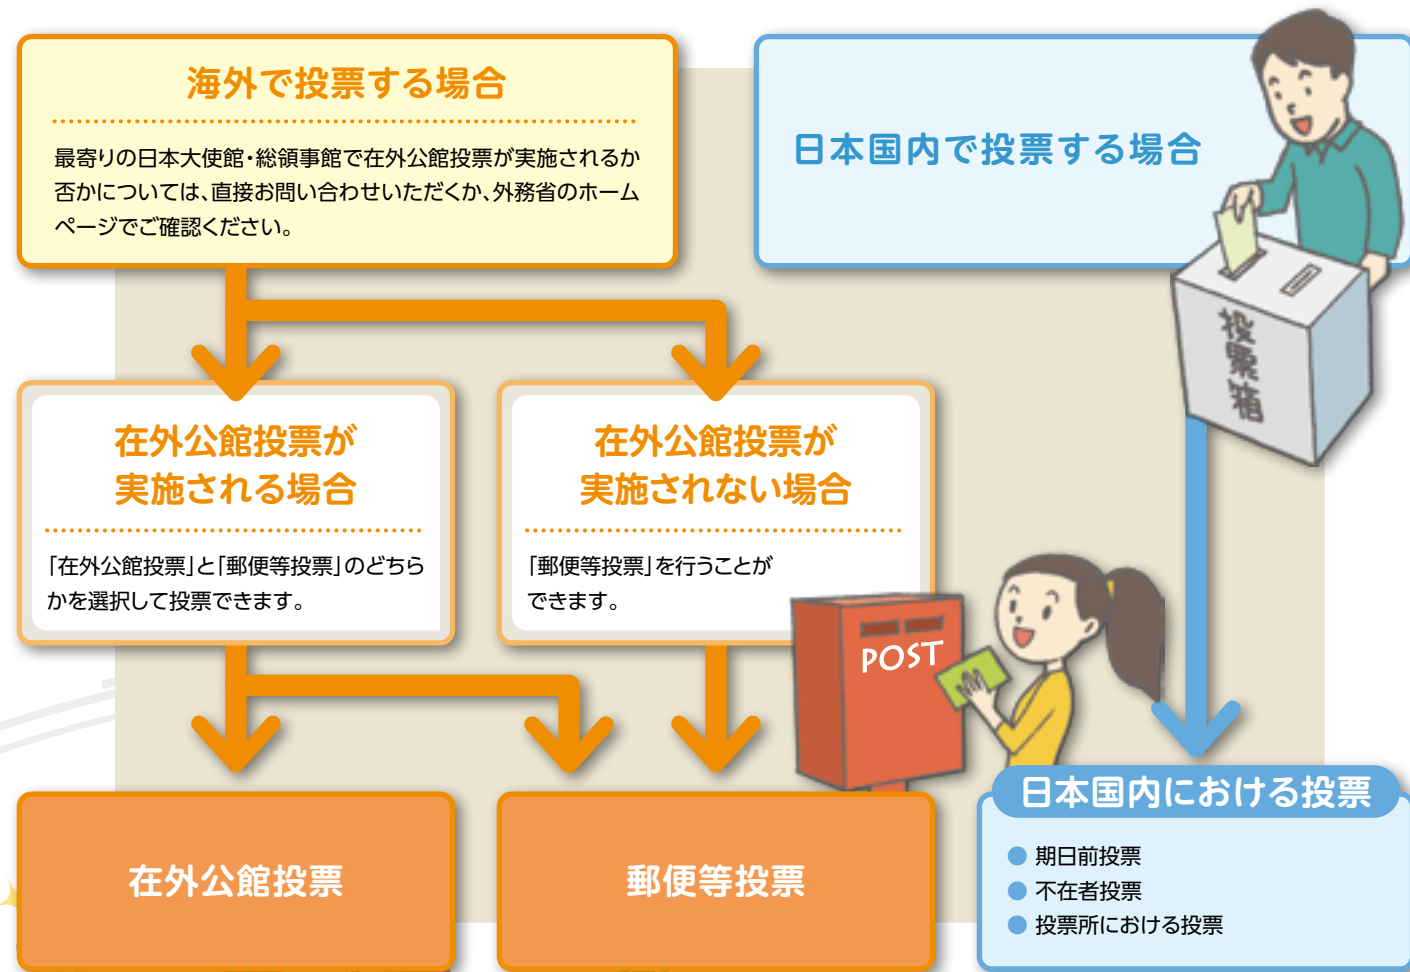 海外で投票する場合
最寄りの日本大使館・総領事館で在外公館投票が実施されるか
否かについては、直接お問い合わせいただくか、外務省のホーム
ページでご確認ください。
日本国内で投票する場合
投票箱
在外公館投票が
実施される場合
「在外公館投票」と「郵便等投票」のどちら
かを選択して投票できます。
在外公館投票が
実施されない場合
「郵便等投票」を行うことが
できます。
POST
在外公館投票
郵便等投票
日本国内における投票
● 期日前投票
● 不在者投票
● 投票所における投票